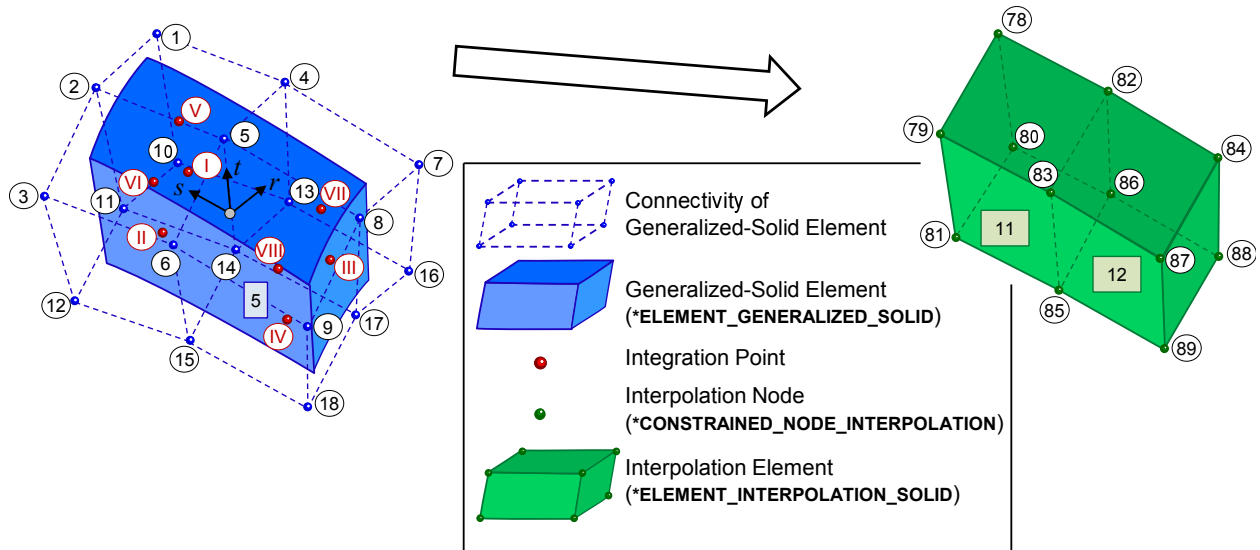 1
2
4
V
5
10
I
t
7
VI
s
r
3
11
13
VII
8
II
VIII
III
6
14
16
12
5
17
IV
9
15
18
78
82
79
80
84
83
86
81
11
87
88
12
85
89
Connectivity of
Generalized-Solid Element
Generalized-Solid Element
(*ELEMENT_GENERALIZED_SOLID)
Integration Point
Interpolation Node
(*CONSTRAINED_NODE_INTERPOLATION)
Interpolation Element
(*ELEMENT_INTERPOLATION_SOLID)